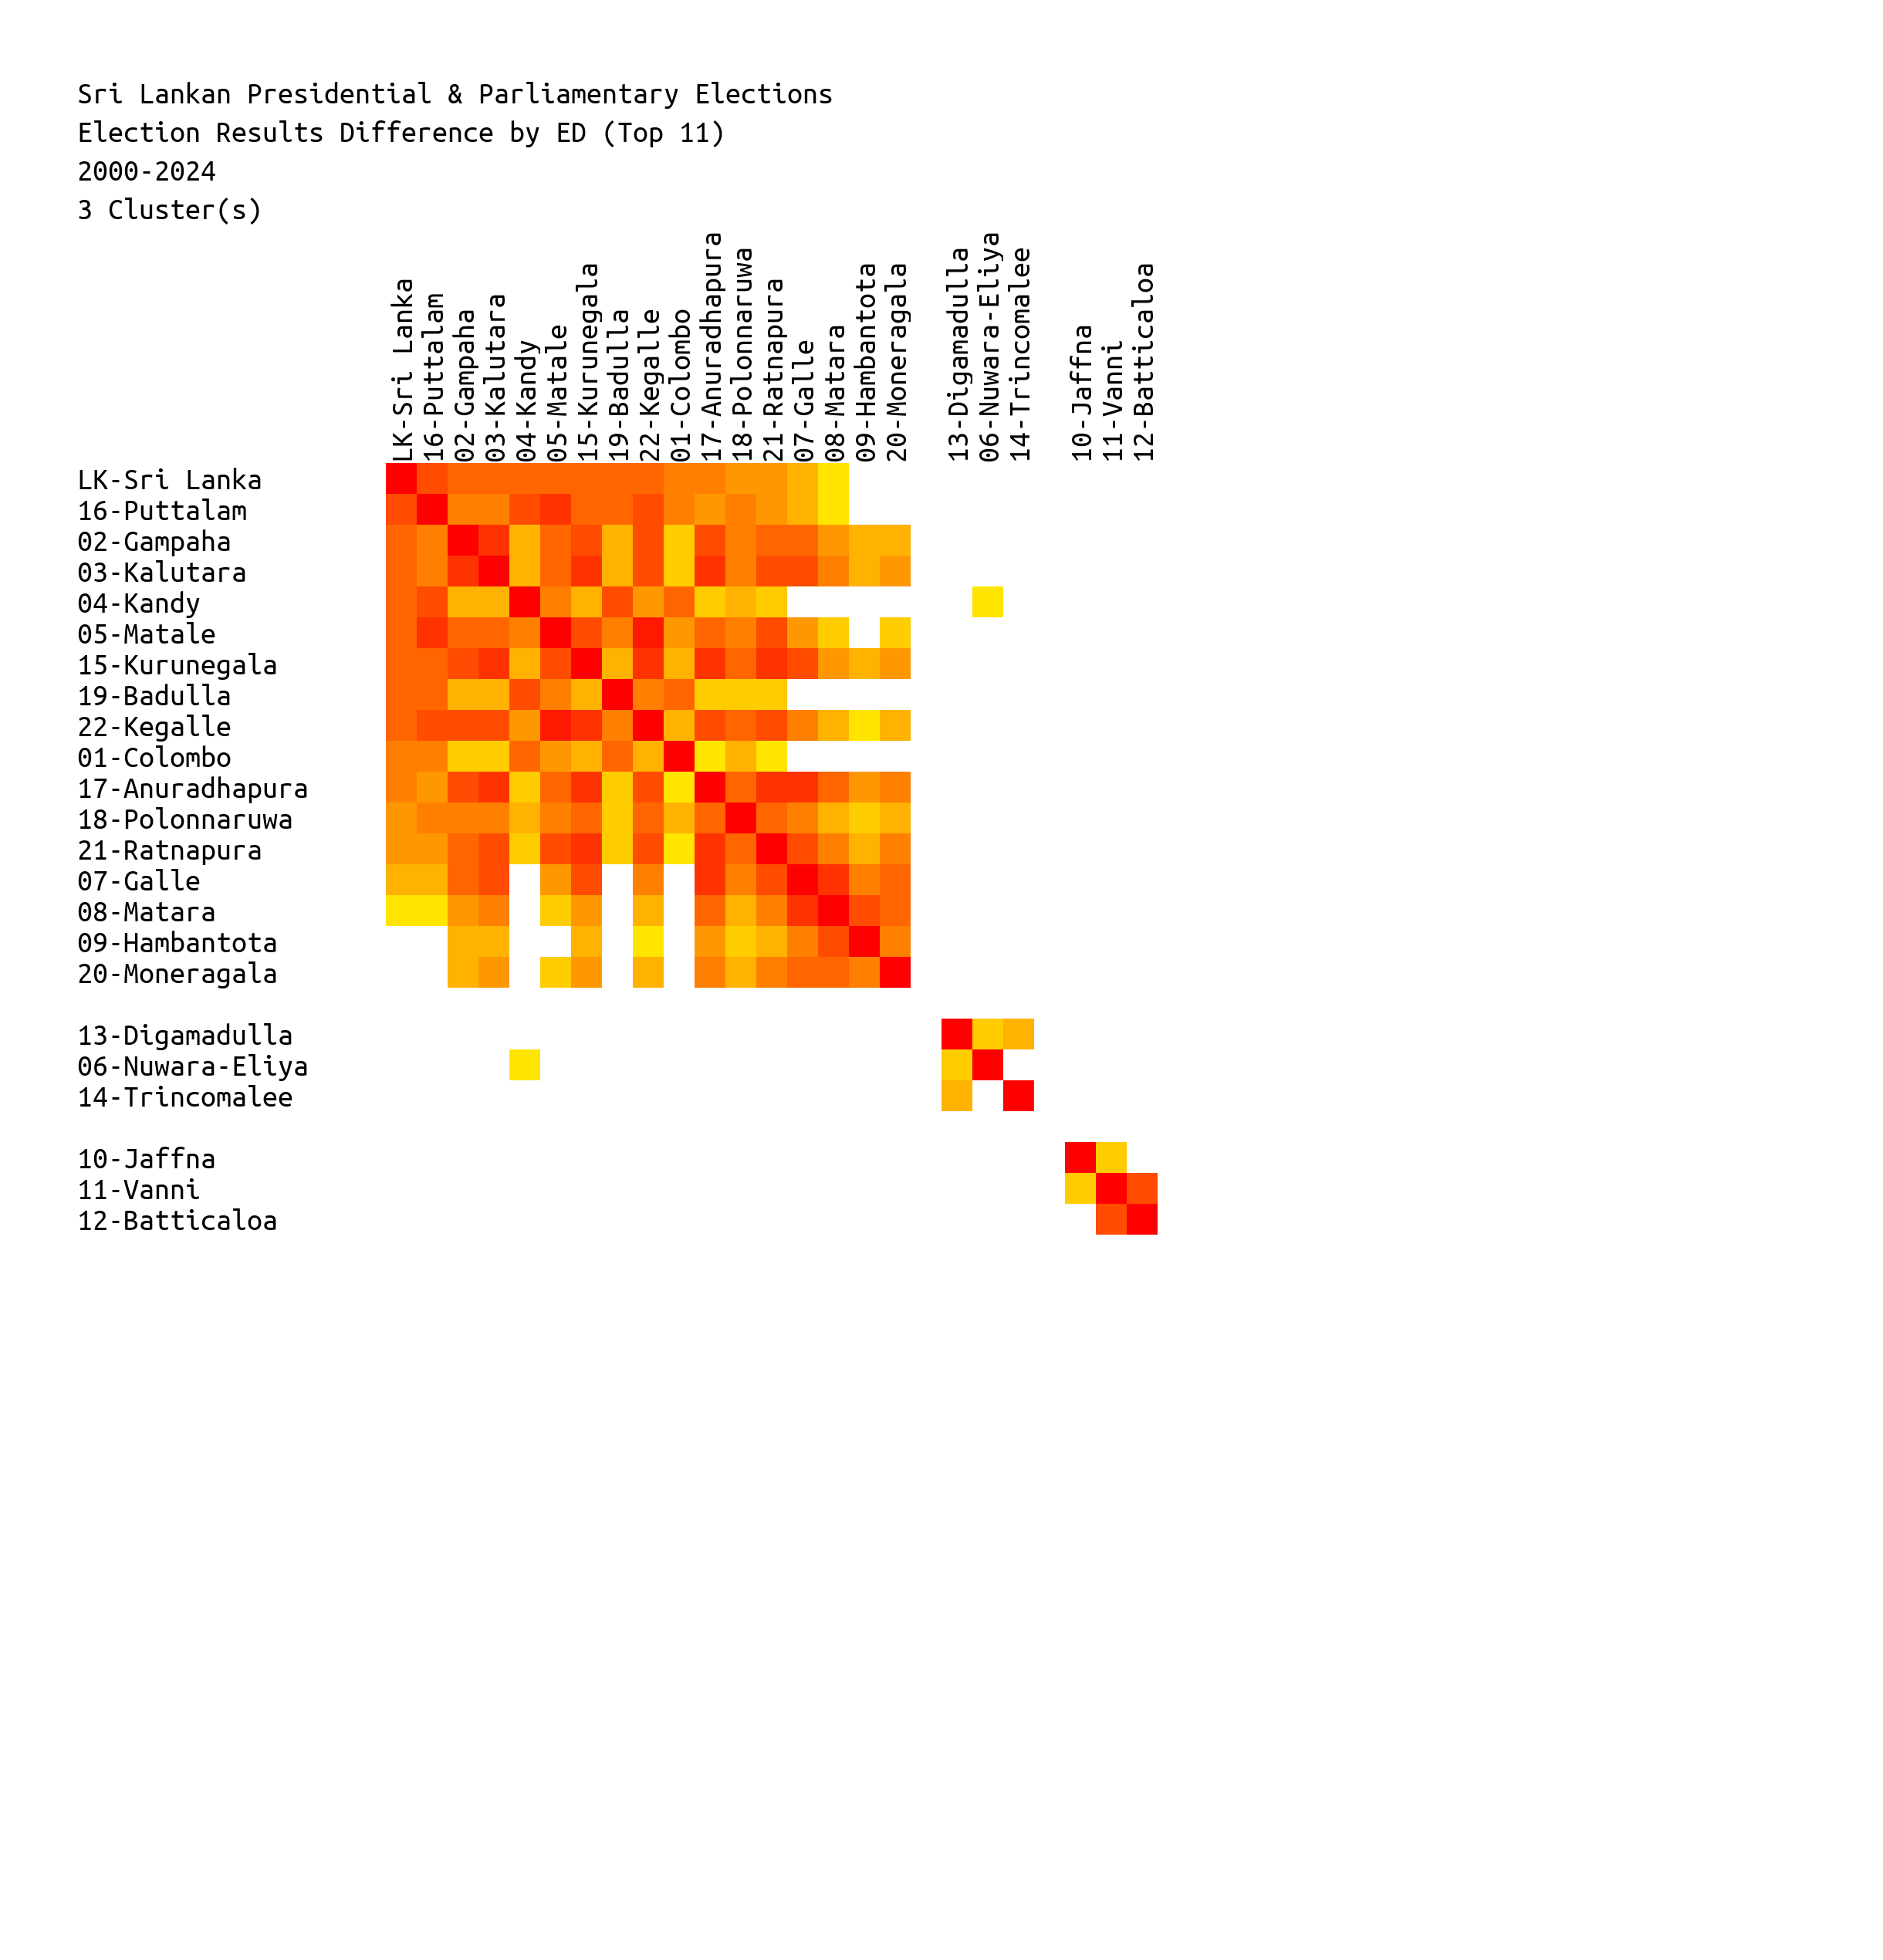 Sri Lankan Presidential & Parliamentary Elections
Election Results Difference by ED (Top 11)
2000-2024
3 Cluster(s)
LK-Sri Lanka
16-Puttalam
02-Gampaha
03-Kalutara
04-Kandy
05-Matale
15-Kurunegala
19-Badulla
22-Kegalle
01-Colombo
17-Anuradhapura
18-Polonnaruwa
21-Ratnapura
07-Galle
08-Matara
09-Hambantota
20-Moneragala
13-Digamadulla
06-Nuwara-Eliya
14-Trincomalee
10-Jaffna
11-Vanni
12-Batticaloa
LK-Sri Lanka
16-Puttalam
02-Gampaha
03-Kalutara
04-Kandy
05-Matale
15-Kurunegala
19-Badulla
22-Kegalle
01-Colombo
17-Anuradhapura
18-Polonnaruwa
21-Ratnapura
07-Galle
08-Matara
09-Hambantota
20-Moneragala
13-Digamadulla
06-Nuwara-Eliya
14-Trincomalee
10-Jaffna
11-Vanni
12-Batticaloa